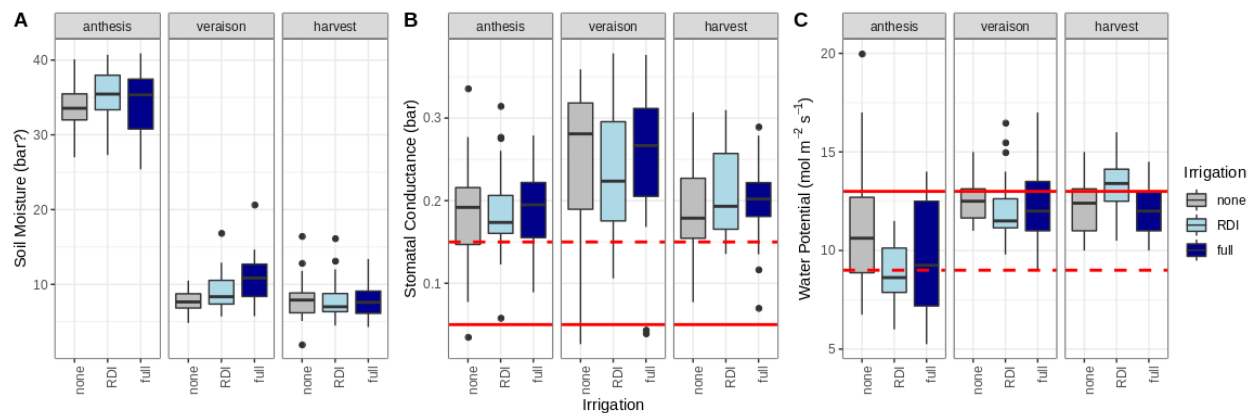 A
anthesis
veraison
harvest
Soil Moisture (bar?)
40
30
20
10
none
RDI
full
none
RDI
full
none
RDI
full
B
anthesis
veraison
harvest
Stomatal Conductance (bar)
0.3
0.2
0.1
none
RDI
full
none
RDI
full
none
RDI
full
Irrigation
C
anthesis
veraison
harvest
Water Potential (mol m⁻² s⁻¹)
20
15
10
5
none
RDI
full
none
RDI
full
none
RDI
full
Irrigation
none
RDI
full